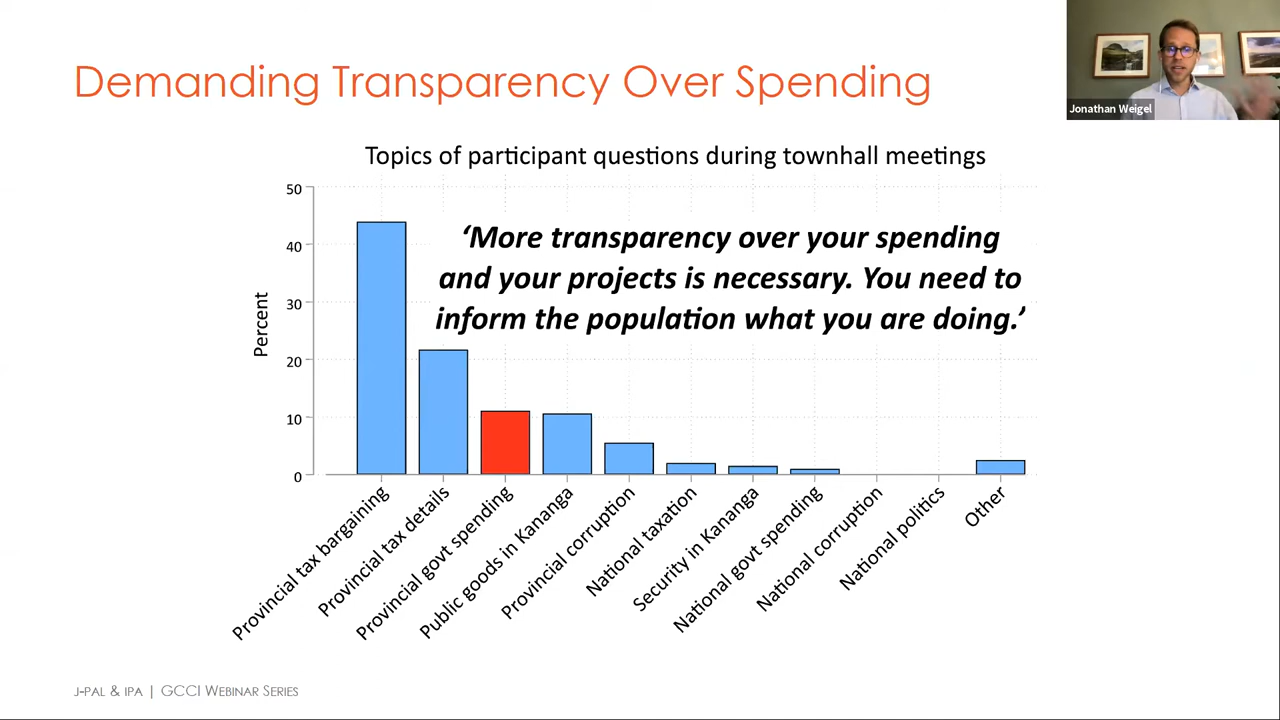 Demanding Transparency Over Spending
Jonathan Weigel
Topics of participant questions during townhall meetings
‘More transparency over your spending
and your projects is necessary. You need to
inform the population what you are doing.’
Percent
50
40
30
20
10
0
Provincial tax bargaining
Provincial tax details
Provincial govt spending
Public goods in Kananga
Provincial corruption
National taxation
Security in Kananga
National govt spending
National corruption
National politics
Other
J-PAL & IPA | GCCI WEBINAR SERIES